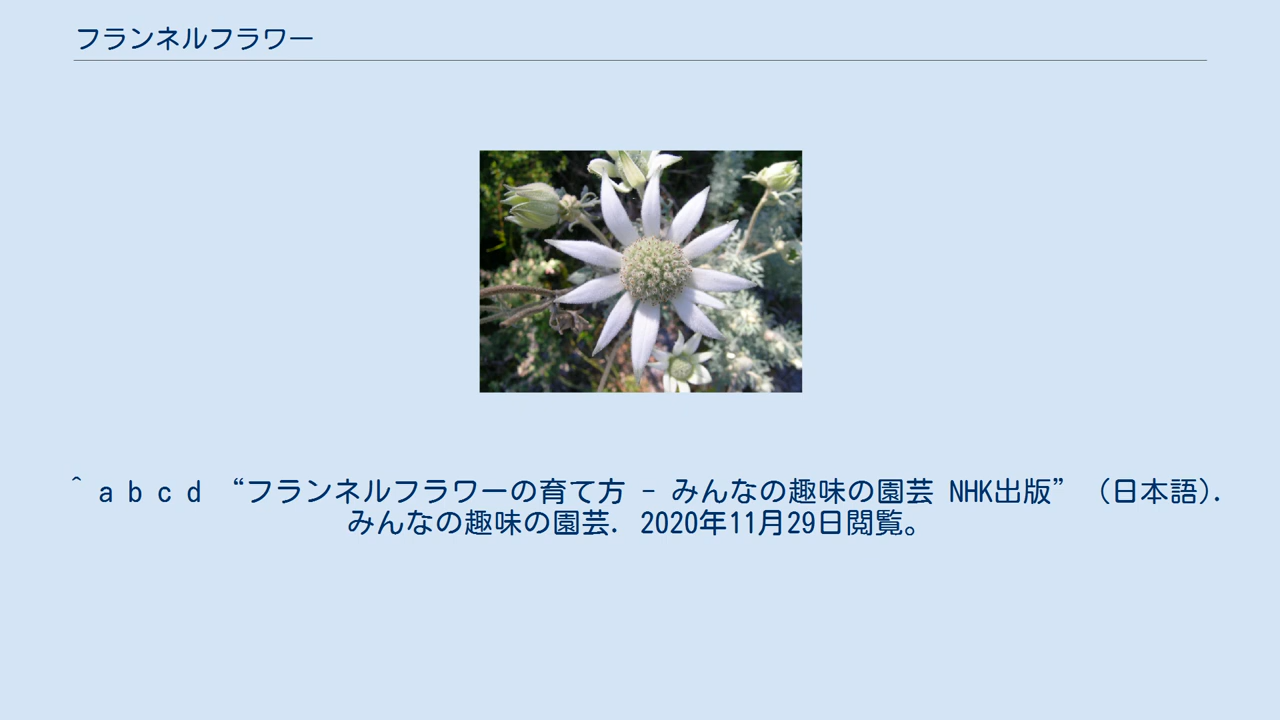 フランネルフラワー
^ a b c d “フランネルフラワーの育て方 - みんなの趣味の園芸 NHK出版” (日本語).
みんなの趣味の園芸. 2020年11月29日閲覧。